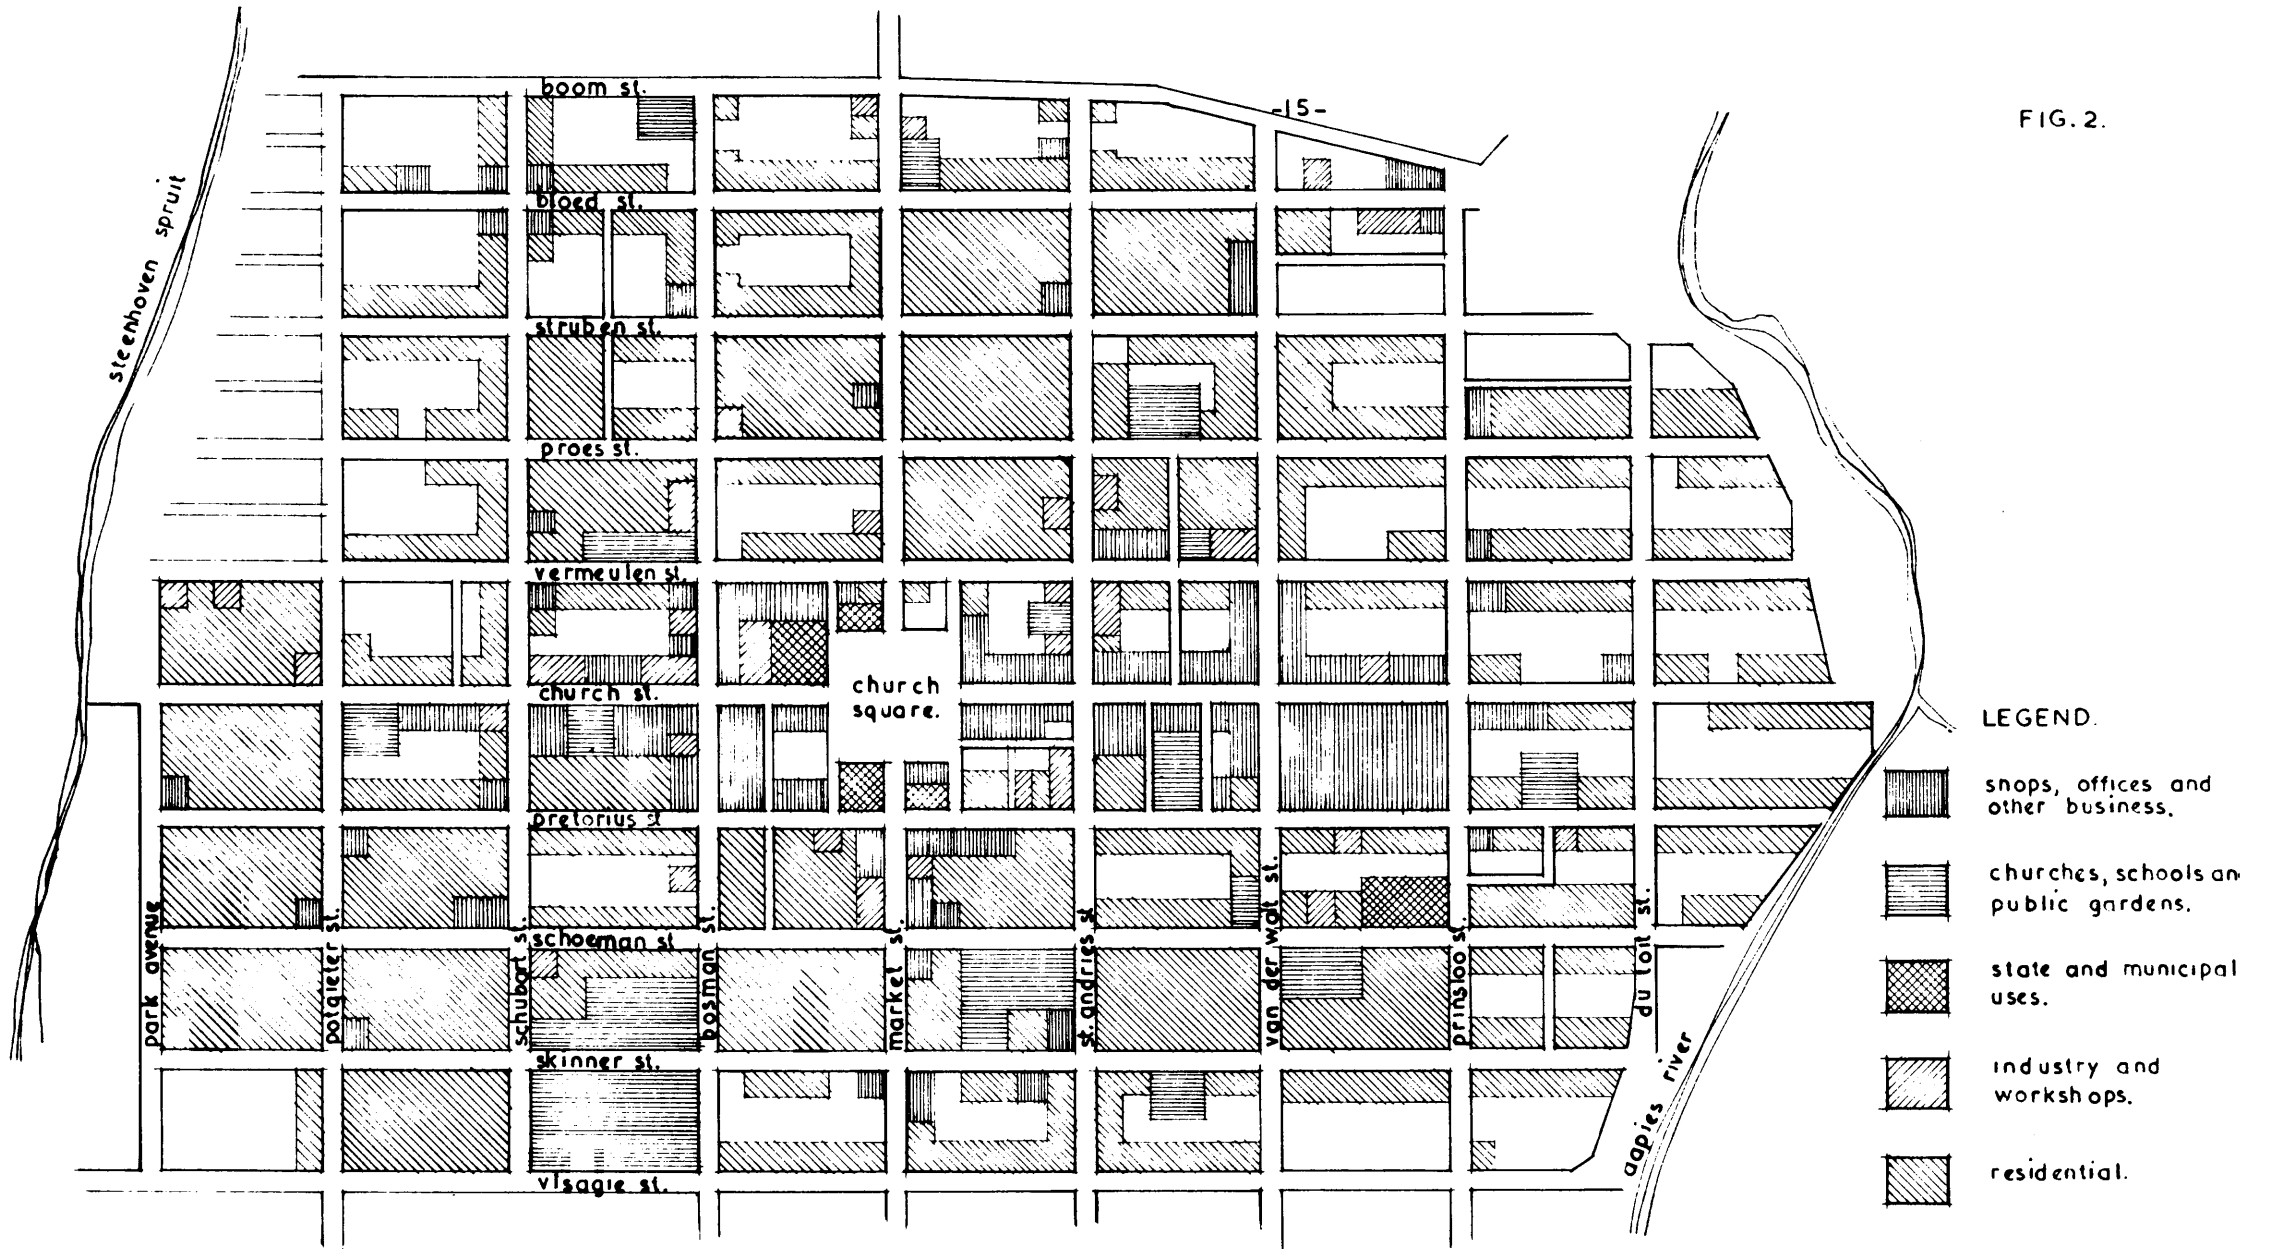 boom st.
-15-
FIG. 2.
bloed st.
steenhoven spruit
struben st.
proes st.
vermeulen st.
church st.
church
square.
pretorius st
park avenue
potgieter st.
schubart st.
schoeman st
bosman st.
market st.
st. andries st
van der walt st.
prinsloo st.
du toit st.
skinner st.
visagie st.
aapies river
LEGEND.
shops, offices and
other business.
churches, schools an
public gardens.
state and municipal
uses.
industry and
workshops.
residential.